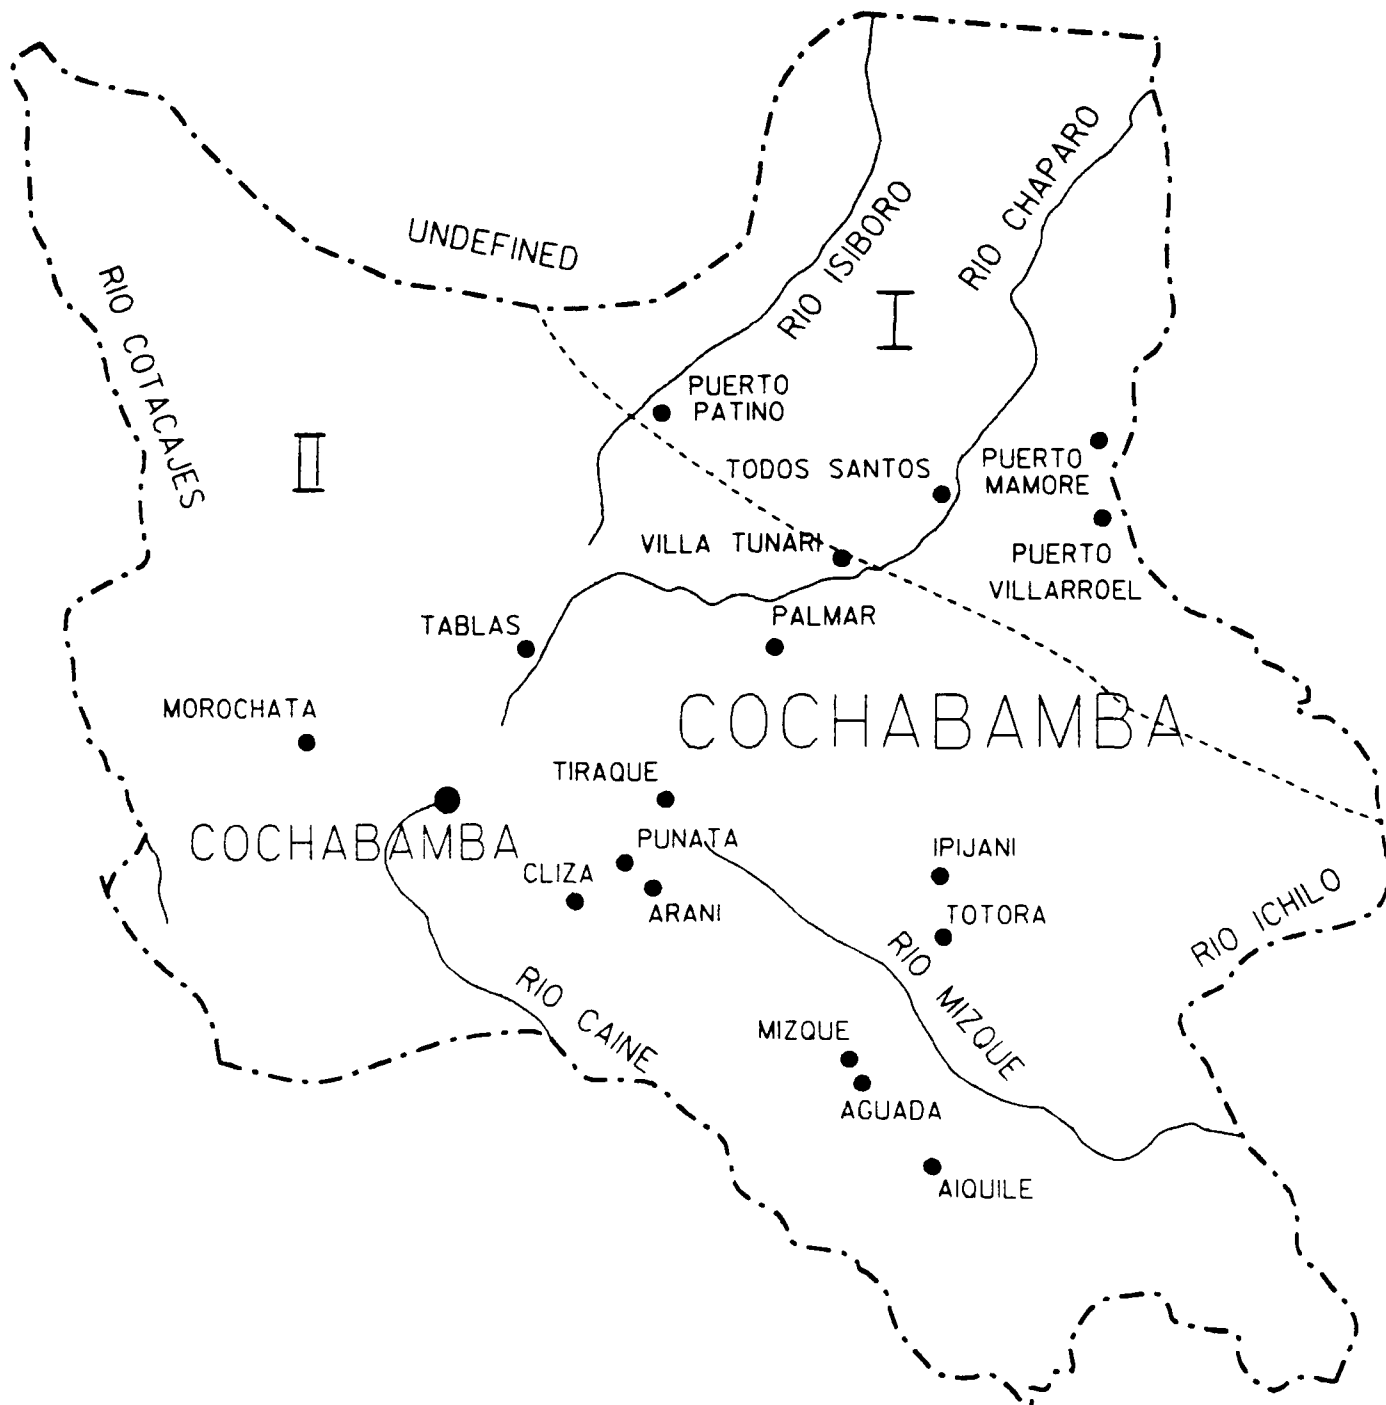 UNDEFINED
RIO ISIBORO
RIO CHAPARO
RIO COTACAJES
I
II
PUERTO
PATINO
TODOS SANTOS
PUERTO
MAMORE
VILLA TUNARI
PUERTO
VILLARROEL
TABLAS
PALMAR
MOROCHATA
COCHABAMBA
TIRAQUE
COCHABAMBA
PUNATA
CLIZA
ARANI
IPIJANI
TOTORA
RIO ICHILO
RIO CAINE
RIO MIZQUE
MIZQUE
AGUADA
AIQUILE